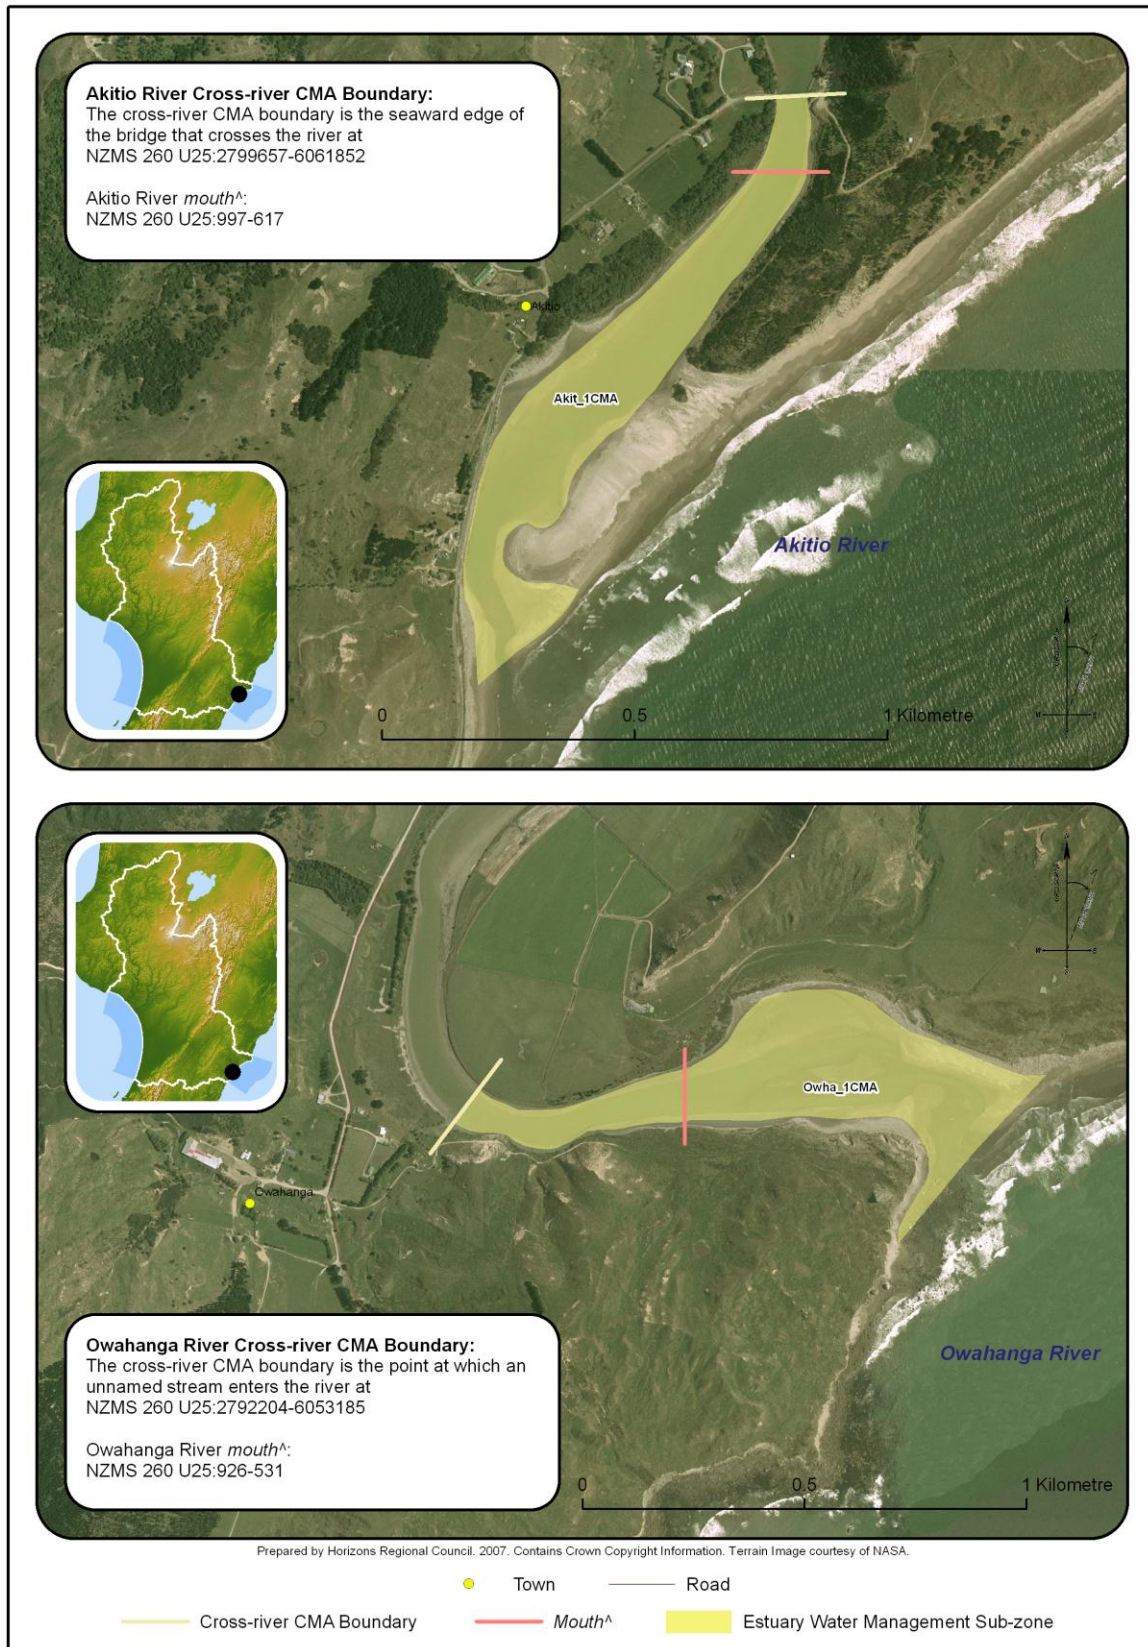 Akitio River Cross-river CMA Boundary:
The cross-river CMA boundary is the seaward edge of
the bridge that crosses the river at
NZMS 260 U25:2799657-6061852
Akitio River mouth^:
NZMS 260 U25:997-617
Akitio
Akit_1CMA
Akitio River
0 0.5 1 Kilometre
Owha_1CMA
Owahanga
Owahanga River Cross-river CMA Boundary:
The cross-river CMA boundary is the point at which an
unnamed stream enters the river at
NZMS 260 U25:2792204-6053185
Owahanga River mouth^:
NZMS 260 U25:926-531
Owahanga River
0 0.5 1 Kilometre
Prepared by Horizons Regional Council. 2007. Contains Crown Copyright Information. Terrain Image courtesy of NASA.
Town Road
Cross-river CMA Boundary Mouth^ Estuary Water Management Sub-zone